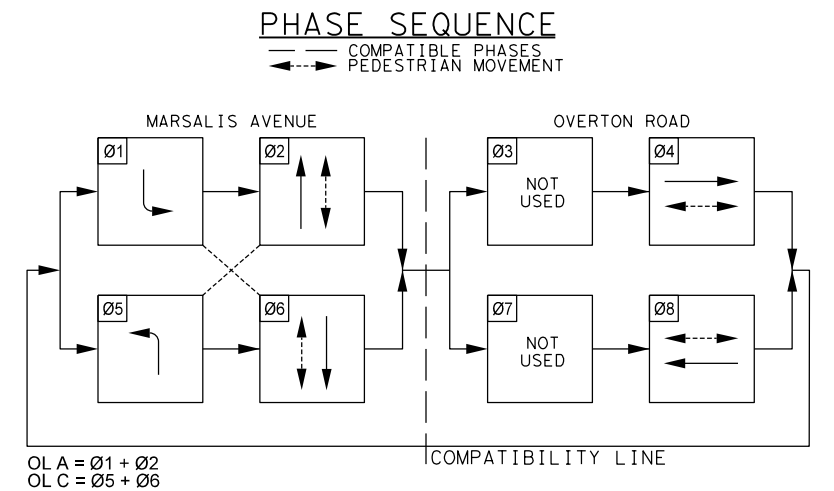 PHASE SEQUENCE
COMPATIBLE PHASES
PEDESTRIAN MOVEMENT
MARSALIS AVENUE
OVERTON ROAD
Ø1
Ø2
Ø3
NOT
USED
Ø4
Ø5
Ø6
Ø7
NOT
USED
Ø8
COMPATIBILITY LINE
OL A = Ø1 + Ø2
OL C = Ø5 + Ø6